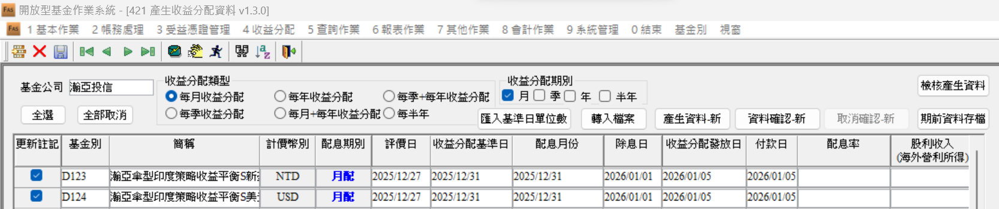 FAS 開放型基金作業系統 - [421 產生收益分配資料 v1.3.0]
FAS 1 基本作業 2 帳務處理 3 受益憑證管理 4 收益分配 5 查詢作業 6 報表作業 7 其他作業 8 會計作業 9 系統管理 0 結束 基金別 視窗
基金公司 瀚亞投信 收益分配類型 收益分配期別 檢核產生資料
每月收益分配 每年收益分配 每季+每年收益分配 月 季 年 半年
全選 全部取消 每季收益分配 每月+每年收益分配 每半年 匯入基準日單位數 轉入檔案 產生資料-新 資料確認-新 取消確認-新 期前資料存檔
更新註記 基金別 簡稱 計價幣別 配息期別 評價日 收益分配基準日 配息月份 除息日 收益分配發放日 付款日 配息率 股利收入
(海外營利所得)
D123 瀚亞傘型印度策略收益平衡S新 NTD 月配 2025/12/27 2025/12/31 2025/12/31 2026/01/01 2026/01/05 2026/01/05
D124 瀚亞傘型印度策略收益平衡S美 USD 月配 2025/12/27 2025/12/31 2025/12/31 2026/01/01 2026/01/05 2026/01/05